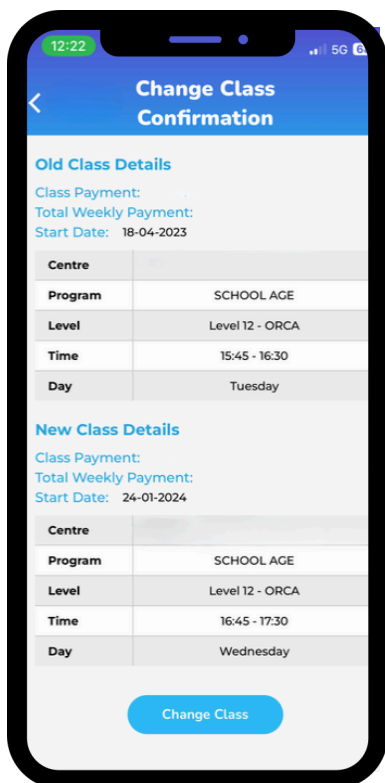 12:22
5G
Change Class
Confirmation
Old Class Details
Class Payment:
Total Weekly Payment:
Start Date: 18-04-2023
Centre
Program SCHOOL AGE
Level Level 12 - ORCA
Time 15:45 - 16:30
Day Tuesday
New Class Details
Class Payment:
Total Weekly Payment:
Start Date: 24-01-2024
Centre
Program SCHOOL AGE
Level Level 12 - ORCA
Time 16:45 - 17:30
Day Wednesday
Change Class